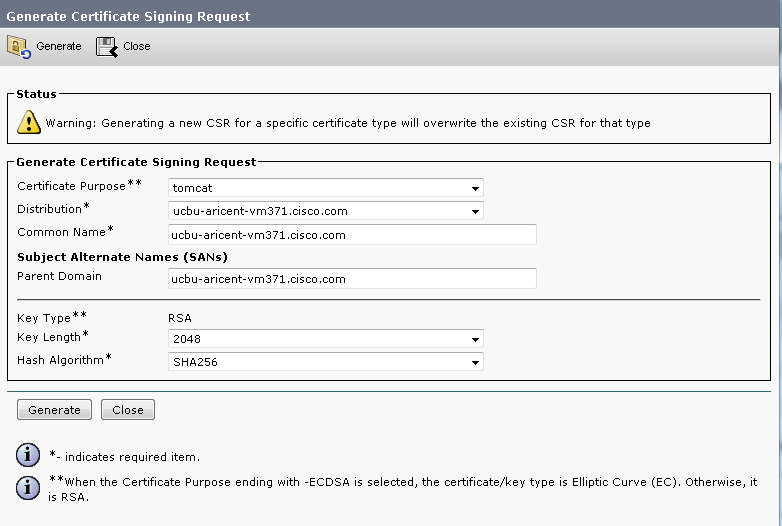 Generate Certificate Signing Request
Generate Close
Status
Warning: Generating a new CSR for a specific certificate type will overwrite the existing CSR for that type
Generate Certificate Signing Request
Certificate Purpose** tomcat
Distribution* ucbu-aricent-vm371.cisco.com
Common Name* ucbu-aricent-vm371.cisco.com
Subject Alternate Names (SANs)
Parent Domain ucbu-aricent-vm371.cisco.com
Key Type** RSA
Key Length* 2048
Hash Algorithm* SHA256
Generate Close
*- indicates required item.
**When the Certificate Purpose ending with -ECDSA is selected, the certificate/key type is Elliptic Curve (EC). Otherwise, it
is RSA.